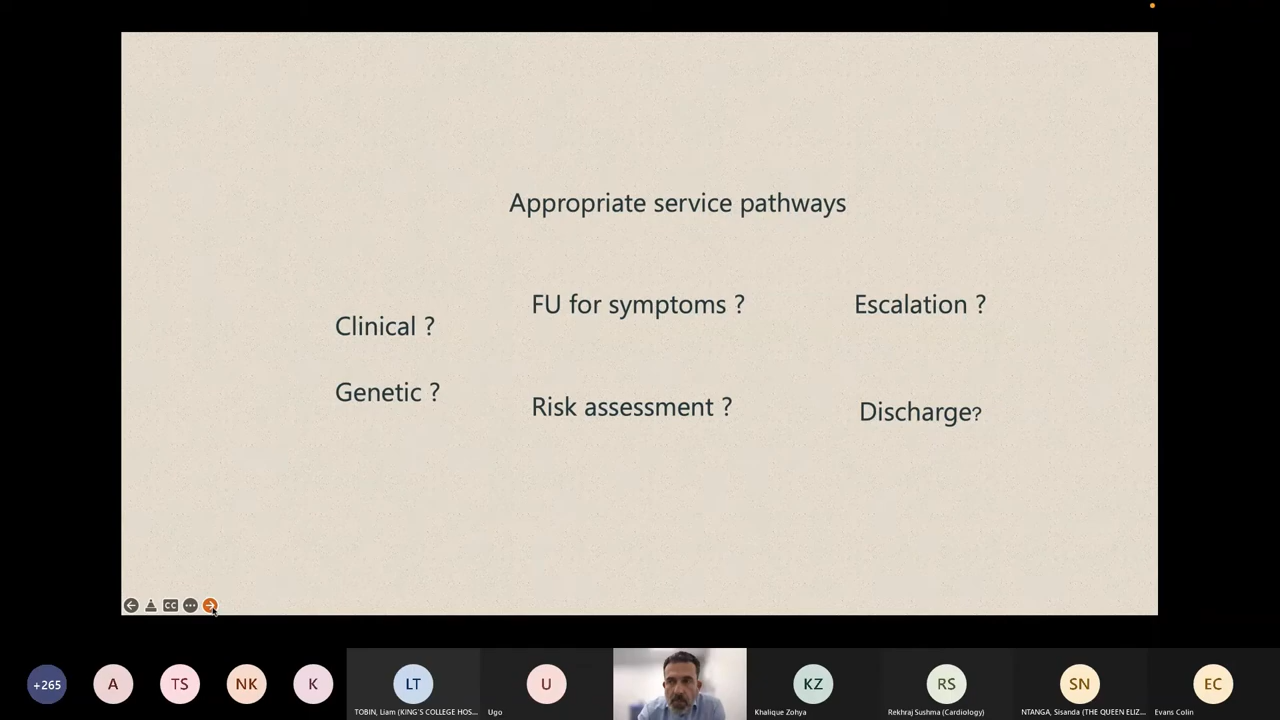 Appropriate service pathways
FU for symptoms ?
Escalation ?
Clinical ?
Genetic ?
Risk assessment ?
Discharge?
CC
+265
A
TS
NK
K
LT
TOBIN, Liam (KING'S COLLEGE HOS...
U
Ugo
KZ
Khalique Zohya
RS
Rekhraj Sushma (Cardiology)
SN
NTANGA, Sisanda (THE QUEEN ELIZ...
EC
Evans Colin